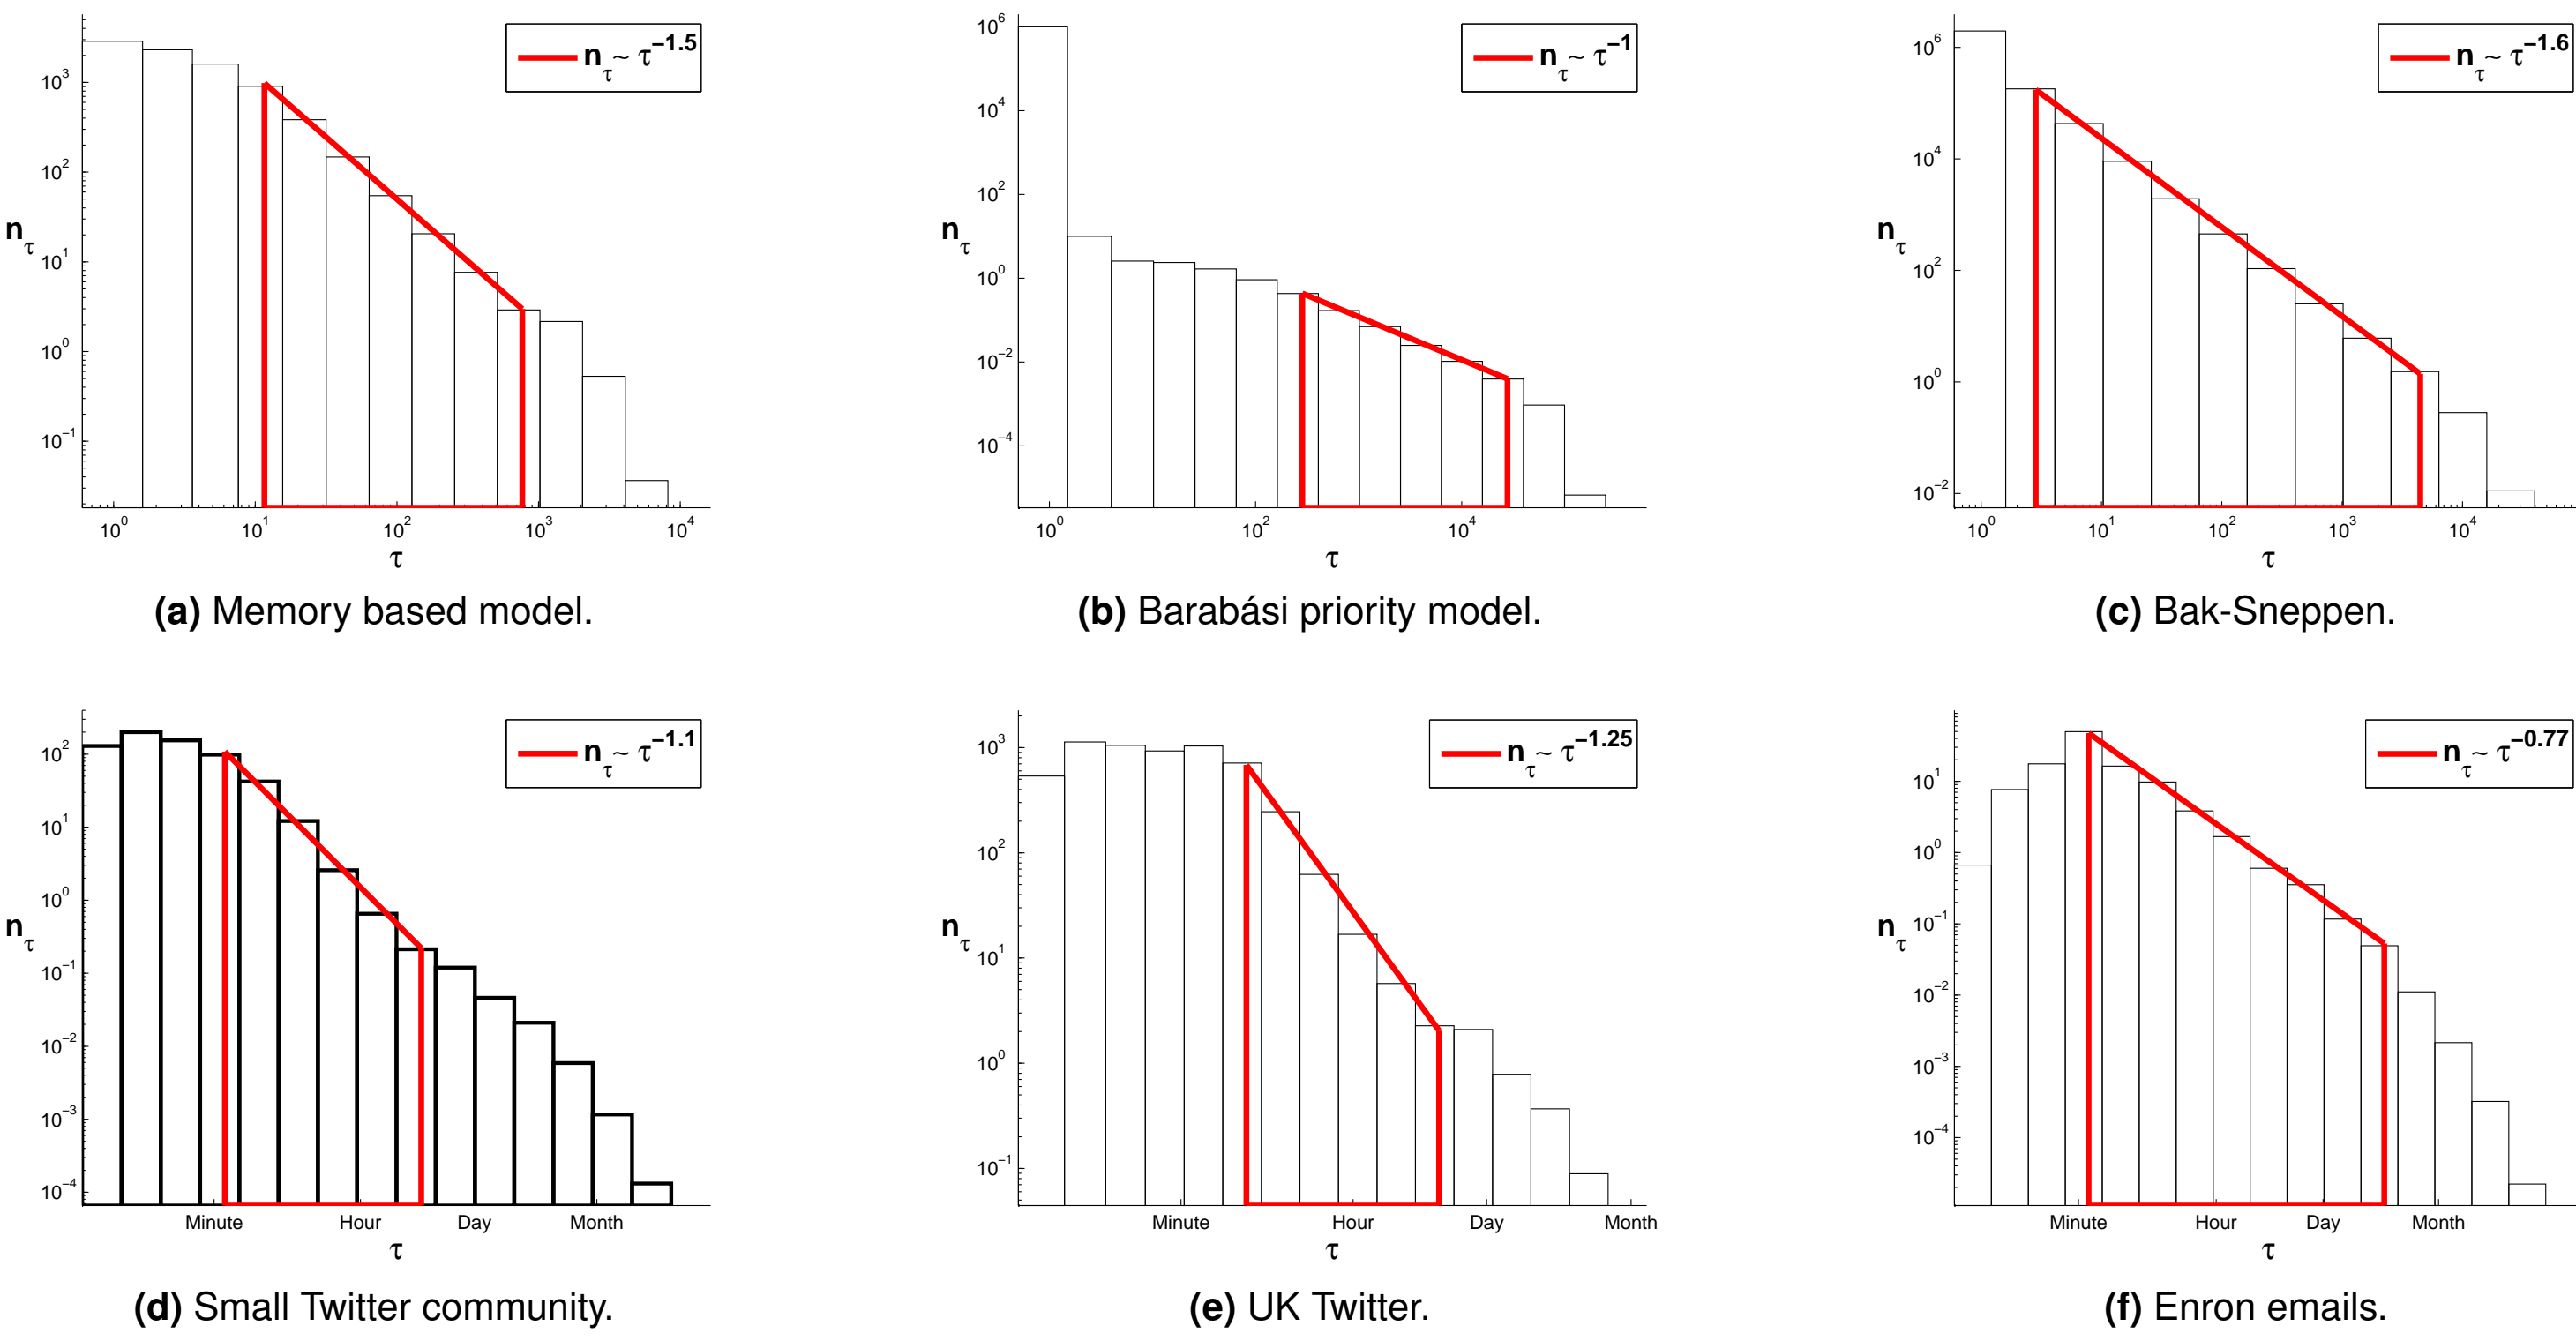 n_τ ~ τ^−1.5
10^3
10^2
10^1
10^0
10^−1
n_τ
10^0 10^1 10^2 10^3 10^4
τ
(a) Memory based model.
n_τ ~ τ^−1
10^6
10^4
10^2
10^0
10^−2
10^−4
n_τ
10^0 10^2 10^4
τ
(b) Barabási priority model.
n_τ ~ τ^−1.6
10^6
10^4
10^2
10^0
10^−2
n_τ
10^0 10^1 10^2 10^3 10^4
τ
(c) Bak-Sneppen.
n_τ ~ τ^−1.1
10^2
10^1
10^0
10^−1
10^−2
10^−3
10^−4
n_τ
Minute Hour Day Month
τ
(d) Small Twitter community.
n_τ ~ τ^−1.25
10^3
10^2
10^1
10^0
10^−1
n_τ
Minute Hour Day Month
τ
(e) UK Twitter.
n_τ ~ τ^−0.77
10^1
10^0
10^−1
10^−2
10^−3
10^−4
n_τ
Minute Hour Day Month
τ
(f) Enron emails.